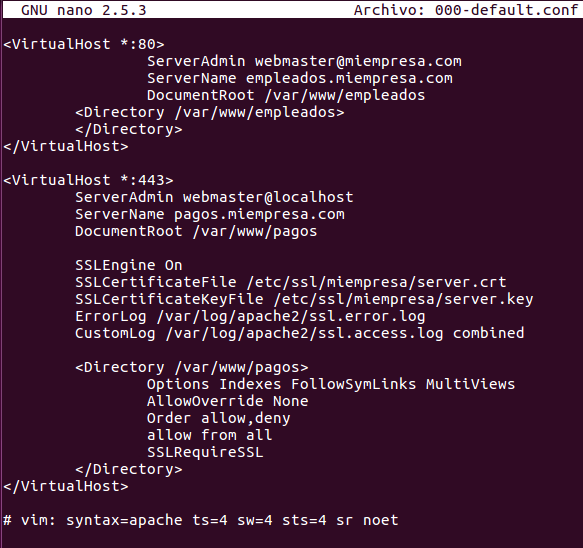 GNU nano 2.5.3 Archivo: 000-default.conf
<VirtualHost *:80>
ServerAdmin webmaster@miempresa.com
ServerName empleados.miempresa.com
DocumentRoot /var/www/empleados
<Directory /var/www/empleados>
</Directory>
</VirtualHost>
<VirtualHost *:443>
ServerAdmin webmaster@localhost
ServerName pagos.miempresa.com
DocumentRoot /var/www/pagos
SSLEngine On
SSLCertificateFile /etc/ssl/miempresa/server.crt
SSLCertificateKeyFile /etc/ssl/miempresa/server.key
ErrorLog /var/log/apache2/ssl.error.log
CustomLog /var/log/apache2/ssl.access.log combined
<Directory /var/www/pagos>
Options Indexes FollowSymLinks MultiViews
AllowOverride None
Order allow,deny
allow from all
SSLRequireSSL
</Directory>
</VirtualHost>
# vim: syntax=apache ts=4 sw=4 sts=4 sr noet